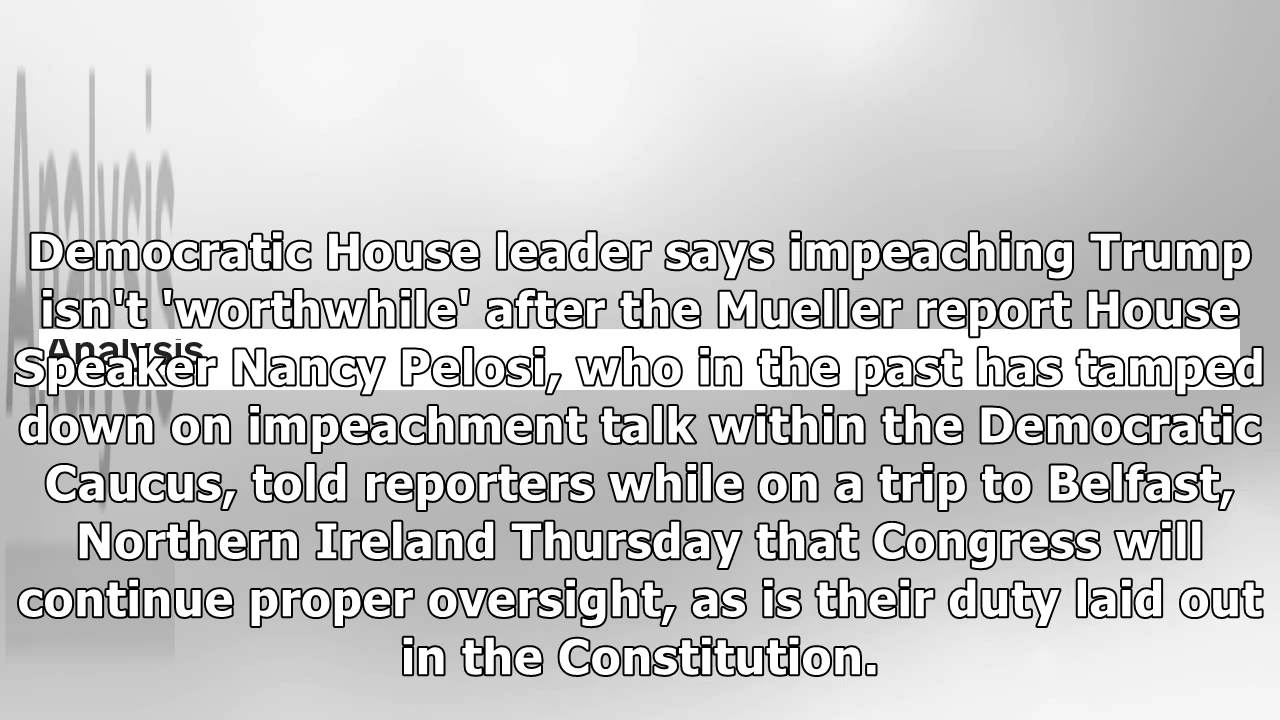 Analysis
Democratic House leader says impeaching Trump
isn't 'worthwhile' after the Mueller report House
Analysis
Speaker Nancy Pelosi, who in the past has tamped
down on impeachment talk within the Democratic
Caucus, told reporters while on a trip to Belfast,
Northern Ireland Thursday that Congress will
continue proper oversight, as is their duty laid out
in the Constitution.